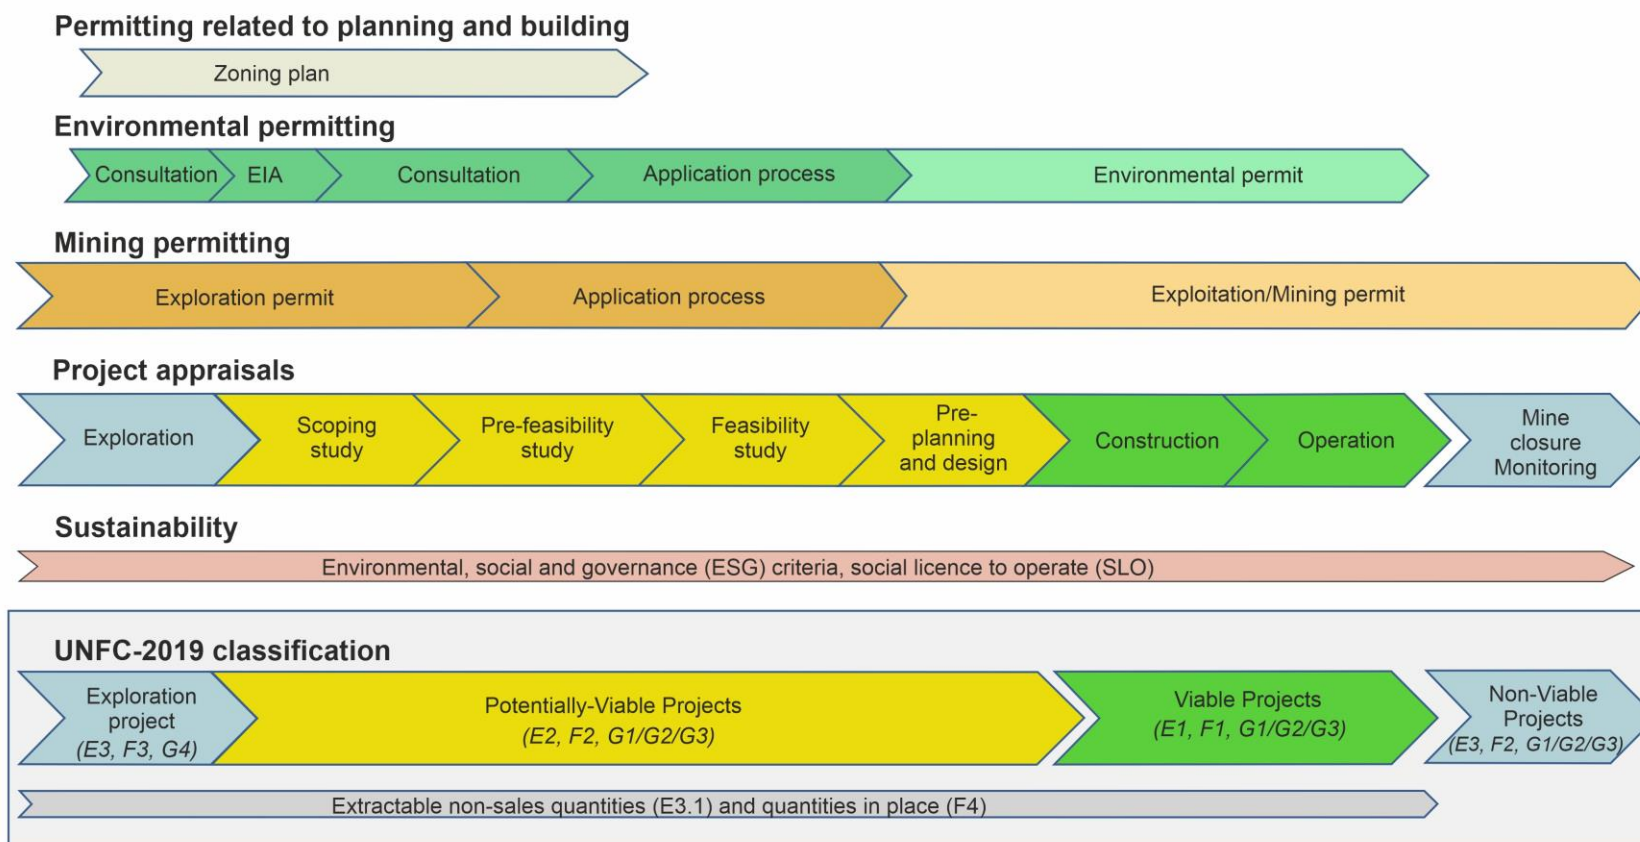 Permitting related to planning and building
Zoning plan
Environmental permitting
Consultation
EIA
Consultation
Application process
Environmental permit
Mining permitting
Exploration permit
Application process
Exploitation/Mining permit
Project appraisals
Exploration
Scoping
study
Pre-feasibility
study
Feasibility
study
Pre-
planning
and design
Construction
Operation
Mine
closure
Monitoring
Sustainability
Environmental, social and governance (ESG) criteria, social licence to operate (SLO)
UNFC-2019 classification
Exploration
project
(E3, F3, G4)
Potentially-Viable Projects
(E2, F2, G1/G2/G3)
Viable Projects
(E1, F1, G1/G2/G3)
Non-Viable
Projects
(E3, F2, G1/G2/G3)
Extractable non-sales quantities (E3.1) and quantities in place (F4)